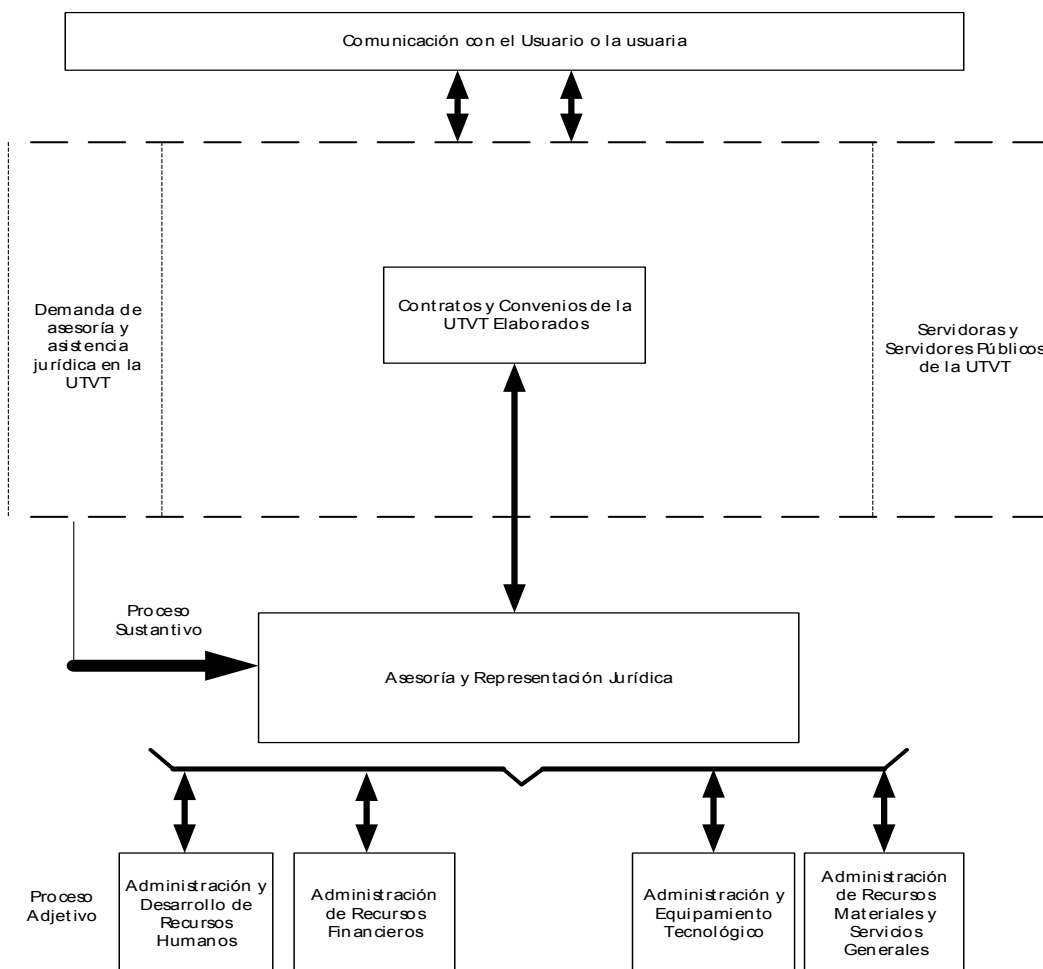 Comunicación con el Usuario o la usuaria
Demanda de
asesoría y
asistencia
jurídica en la
UTVT
Contratos y Convenios de la
UTVT Elaborados
Servidoras y
Servidores Públicos
de la UTVT
Proceso
Sustantivo
Asesoría y Representación Jurídica
Proceso
Adjetivo
Administración y
Desarrollo de
Recursos
Humanos
Administración
de Recursos
Financieros
Administración y
Equipamiento
Tecnológico
Administración
de Recursos
Materiales y
Servicios
Generales